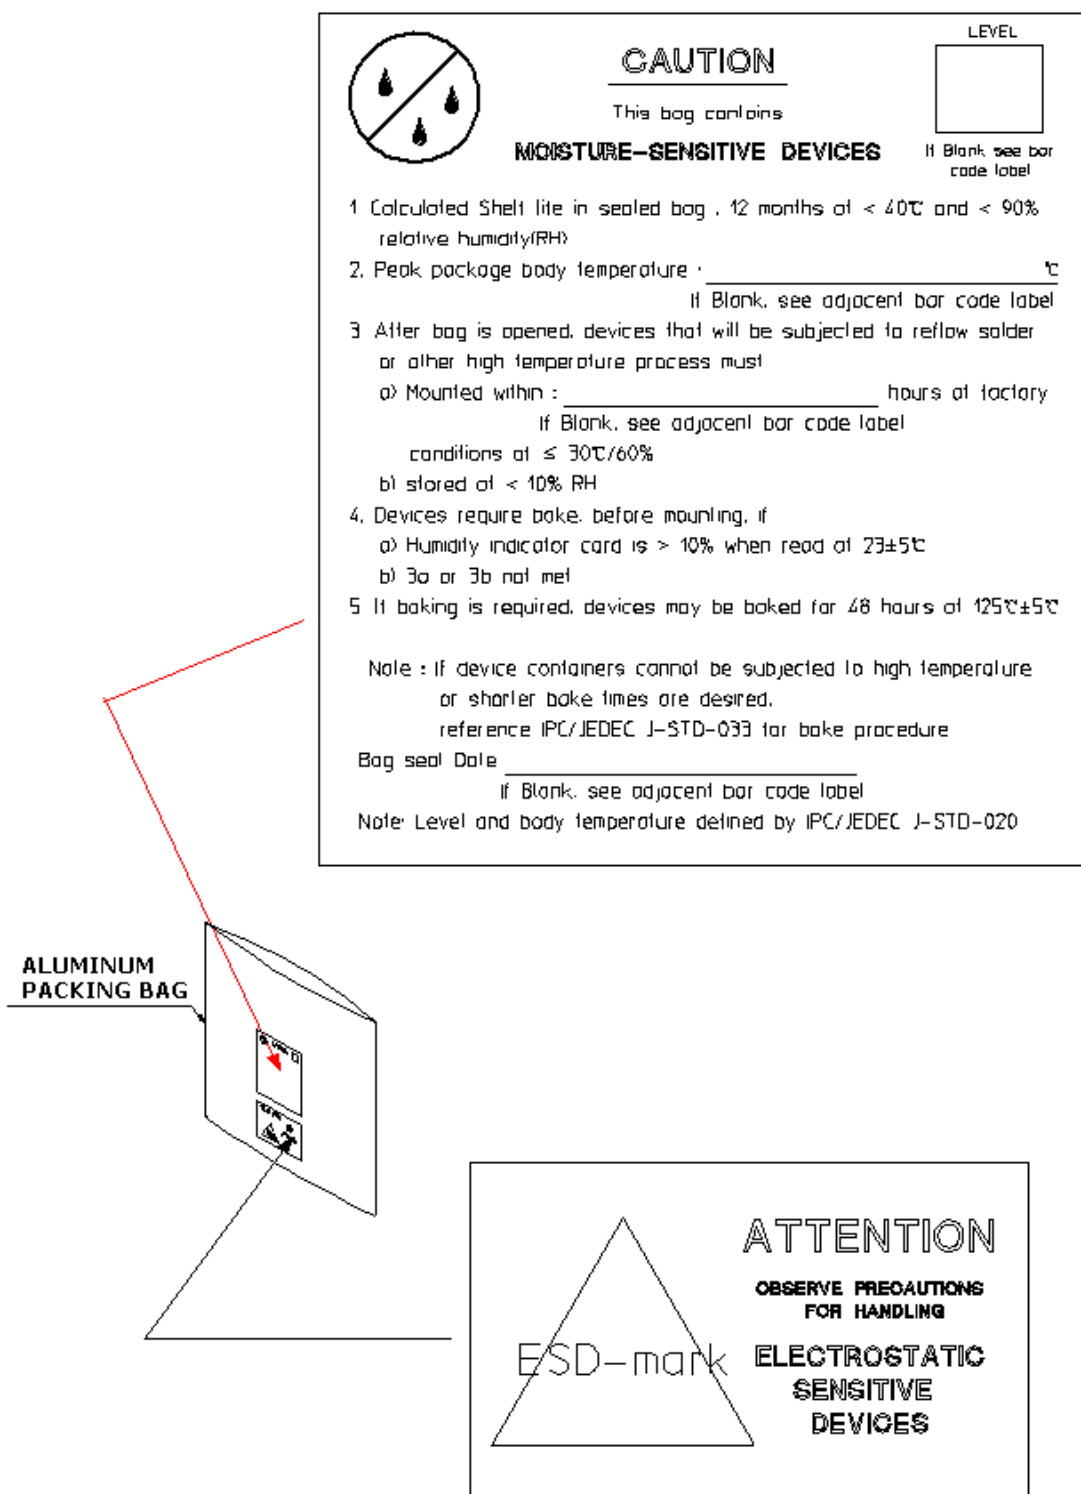 LEVEL
CAUTION
This bag contains
MOISTURE-SENSITIVE DEVICES
If Blank see bar
code label
1 Calculated Shelf life in sealed bag . 12 months at < 40℃ and < 90%
relative humidity(RH)
2. Peak package body temperature : ℃
If Blank. see adjacent bar code label
3 After bag is opened. devices that will be subjected to reflow solder
or other high temperature process must
a) Mounted within : hours at factory
If Blank. see adjacent bar code label
conditions at ≤ 30℃/60%
b) stored at < 10% RH
4. Devices require bake. before mounting. if
a) Humidity indicator card is > 10% when read at 23±5℃
b) 3a or 3b not met
5 If baking is required. devices may be baked for 48 hours at 125℃±5℃
Note : If device containers cannot be subjected to high temperature
or shorter bake times are desired.
reference IPC/JEDEC J-STD-033 for bake procedure
Bag seal Date
If Blank. see adjacent bar code label
Note: Level and body temperature defined by IPC/JEDEC J-STD-020
ALUMINUM
PACKING BAG
ATTENTION
OBSERVE PRECAUTIONS
FOR HANDLING
ESD-mark
ELECTROSTATIC
SENSITIVE
DEVICES